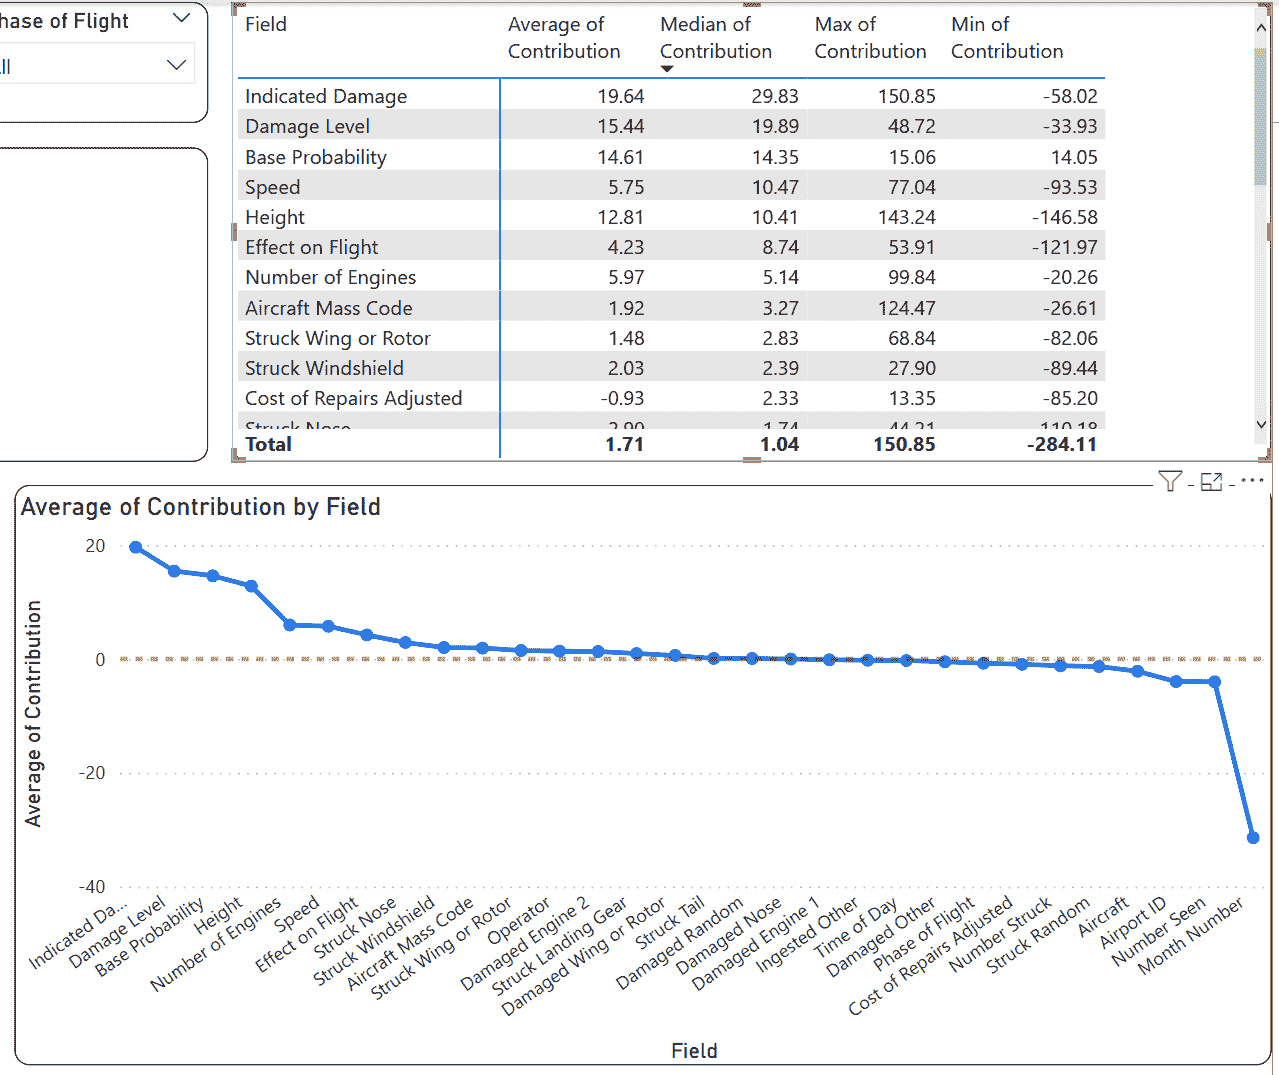 hase of Flight
ll
Field Average of Contribution Median of Contribution Max of Contribution Min of Contribution
Indicated Damage 19.64 29.83 150.85 -58.02
Damage Level 15.44 19.89 48.72 -33.93
Base Probability 14.61 14.35 15.06 14.05
Speed 5.75 10.47 77.04 -93.53
Height 12.81 10.41 143.24 -146.58
Effect on Flight 4.23 8.74 53.91 -121.97
Number of Engines 5.97 5.14 99.84 -20.26
Aircraft Mass Code 1.92 3.27 124.47 -26.61
Struck Wing or Rotor 1.48 2.83 68.84 -82.06
Struck Windshield 2.03 2.39 27.90 -89.44
Cost of Repairs Adjusted -0.93 2.33 13.35 -85.20
Struck Nose 2.90 1.74 44.21 -110.18
Total 1.71 1.04 150.85 -284.11
Average of Contribution by Field
Average of Contribution
20
0
-20
-40
Indicated Da...
Damage Level
Base Probability
Height
Number of Engines
Speed
Effect on Flight
Struck Nose
Struck Windshield
Aircraft Mass Code
Struck Wing or Rotor
Operator
Damaged Engine 2
Struck Landing Gear
Damaged Wing or Rotor
Struck Tail
Damaged Random
Damaged Nose
Damaged Engine 1
Ingested Other
Time of Day
Damaged Other
Phase of Flight
Cost of Repairs Adjusted
Number Struck
Struck Random
Aircraft
Airport ID
Number Seen
Month Number
Field